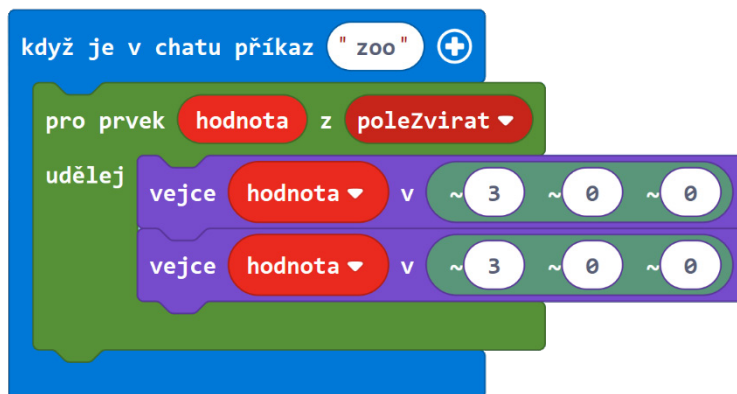 když je v chatu příkaz "zoo"
pro prvek hodnota z poleZvirat
udělej
vejce hodnota v ~3 ~0 ~0
vejce hodnota v ~3 ~0 ~0